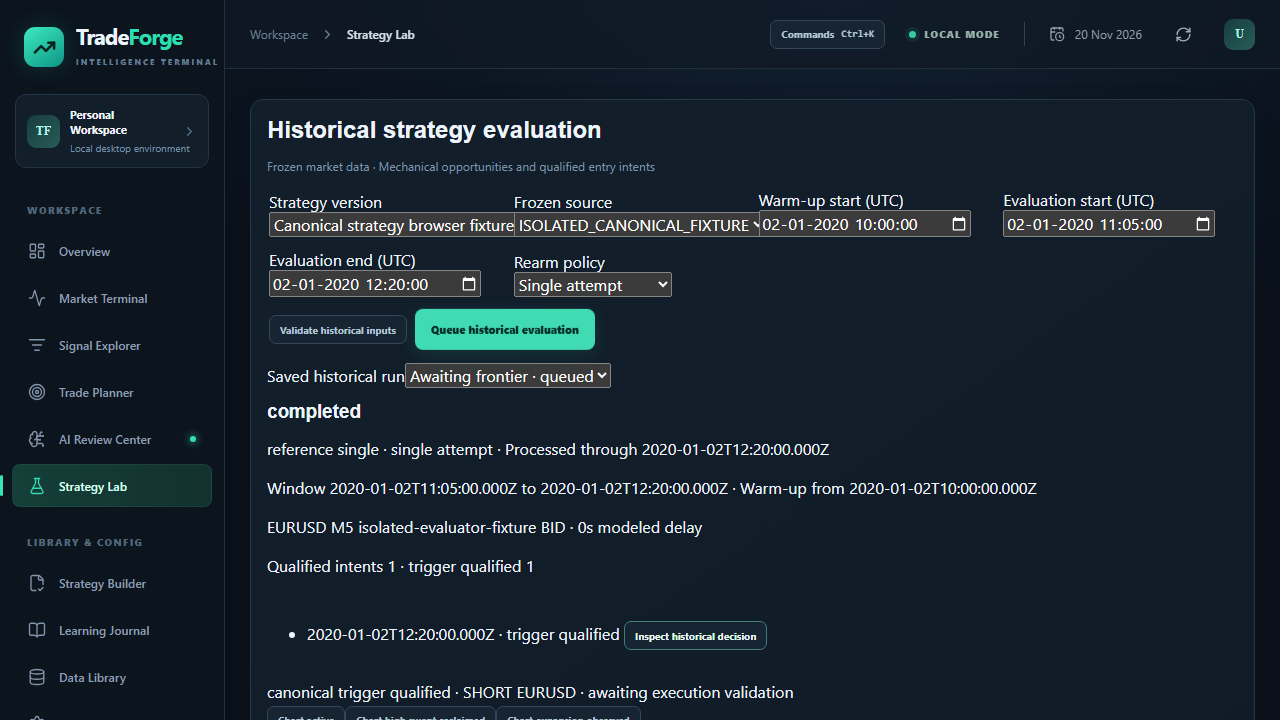 TradeForge
INTELLIGENCE TERMINAL
TF
Personal Workspace
Local desktop environment
WORKSPACE
Overview
Market Terminal
Signal Explorer
Trade Planner
AI Review Center
Strategy Lab
LIBRARY & CONFIG
Strategy Builder
Learning Journal
Data Library
Workspace > Strategy Lab
Commands Ctrl+K
LOCAL MODE
20 Nov 2026
U
Historical strategy evaluation
Frozen market data · Mechanical opportunities and qualified entry intents
Strategy version
Canonical strategy browser fixture
Frozen source
ISOLATED_CANONICAL_FIXTURE
Warm-up start (UTC)
02-01-2020 10:00:00
Evaluation start (UTC)
02-01-2020 11:05:00
Evaluation end (UTC)
02-01-2020 12:20:00
Rearm policy
Single attempt
Validate historical inputs
Queue historical evaluation
Saved historical run Awaiting frontier · queued
completed
reference single · single attempt · Processed through 2020-01-02T12:20:00.000Z
Window 2020-01-02T11:05:00.000Z to 2020-01-02T12:20:00.000Z · Warm-up from 2020-01-02T10:00:00.000Z
EURUSD M5 isolated-evaluator-fixture BID · 0s modeled delay
Qualified intents 1 · trigger qualified 1
• 2020-01-02T12:20:00.000Z · trigger qualified Inspect historical decision
canonical trigger qualified · SHORT EURUSD · awaiting execution validation